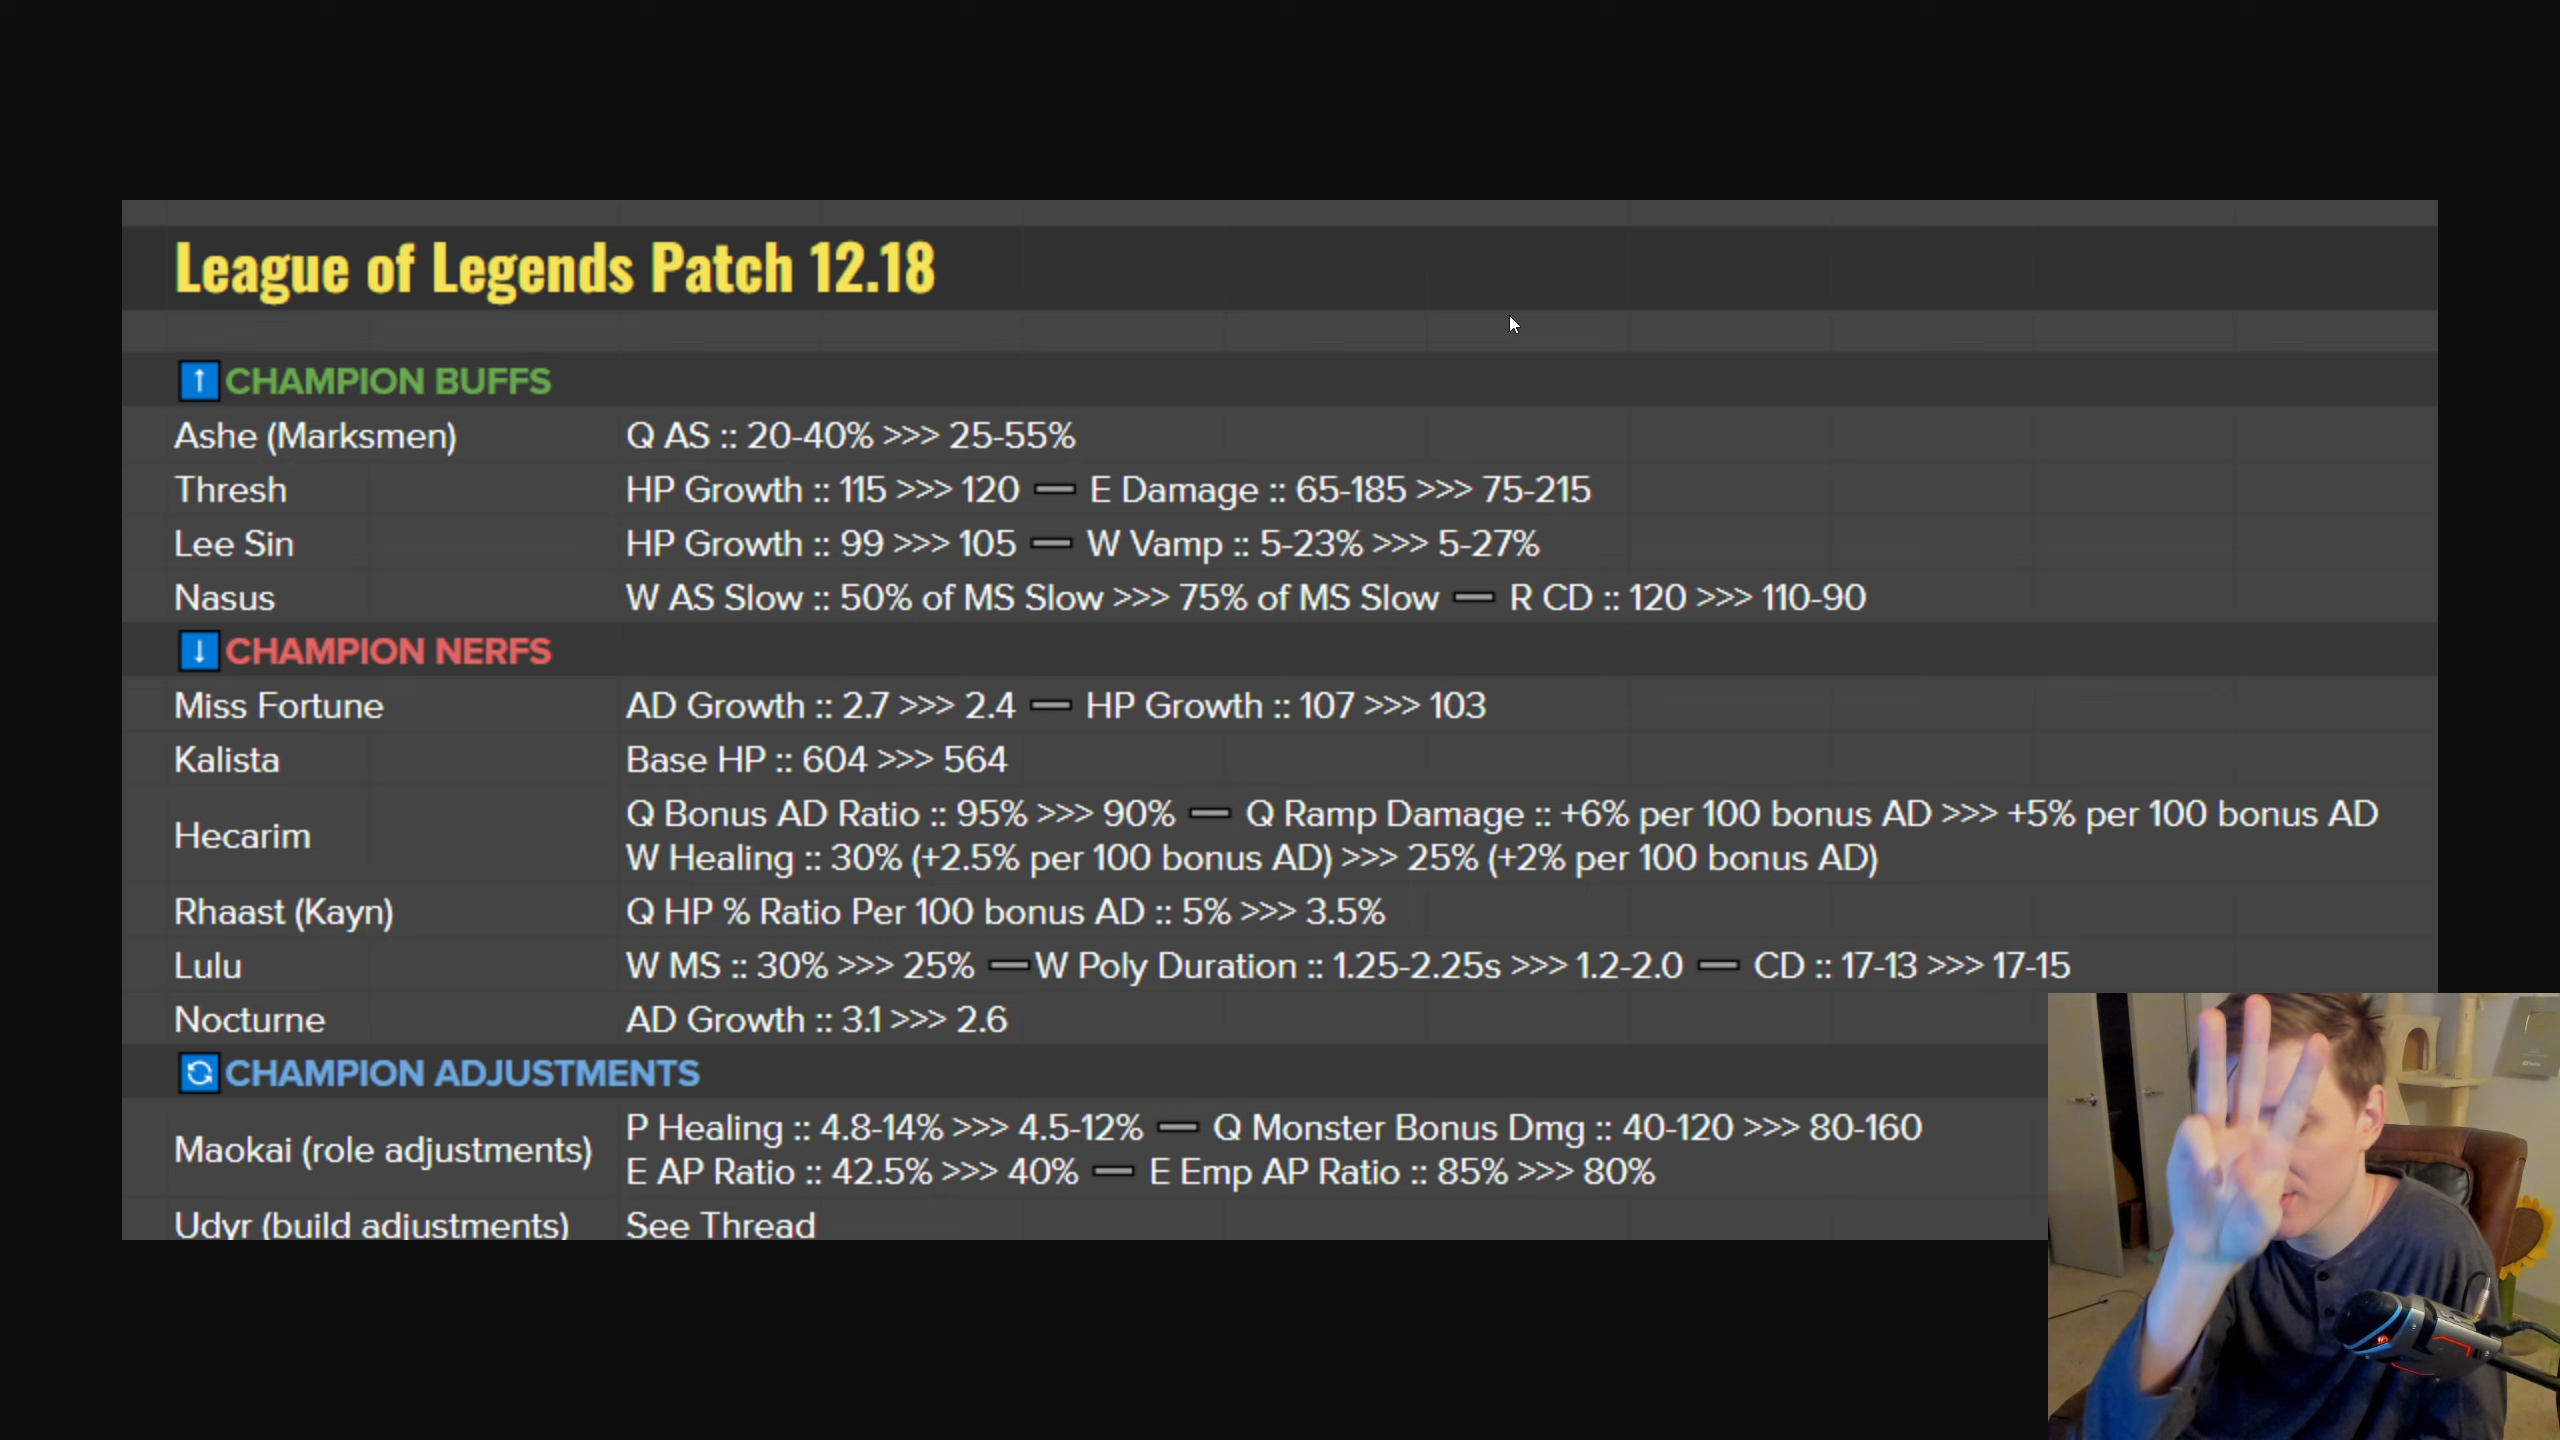 League of Legends Patch 12.18
CHAMPION BUFFS
Ashe (Marksmen) Q AS :: 20-40% >>> 25-55%
Thresh HP Growth :: 115 >>> 120 ➖ E Damage :: 65-185 >>> 75-215
Lee Sin HP Growth :: 99 >>> 105 ➖ W Vamp :: 5-23% >>> 5-27%
Nasus W AS Slow :: 50% of MS Slow >>> 75% of MS Slow ➖ R CD :: 120 >>> 110-90
CHAMPION NERFS
Miss Fortune AD Growth :: 2.7 >>> 2.4 ➖ HP Growth :: 107 >>> 103
Kalista Base HP :: 604 >>> 564
Hecarim Q Bonus AD Ratio :: 95% >>> 90% ➖ Q Ramp Damage :: +6% per 100 bonus AD >>> +5% per 100 bonus AD
W Healing :: 30% (+2.5% per 100 bonus AD) >>> 25% (+2% per 100 bonus AD)
Rhaast (Kayn) Q HP % Ratio Per 100 bonus AD :: 5% >>> 3.5%
Lulu W MS :: 30% >>> 25% ➖W Poly Duration :: 1.25-2.25s >>> 1.2-2.0 ➖ CD :: 17-13 >>> 17-15
Nocturne AD Growth :: 3.1 >>> 2.6
CHAMPION ADJUSTMENTS
Maokai (role adjustments) P Healing :: 4.8-14% >>> 4.5-12% ➖ Q Monster Bonus Dmg :: 40-120 >>> 80-160
E AP Ratio :: 42.5% >>> 40% ➖ E Emp AP Ratio :: 85% >>> 80%
Udyr (build adjustments) See Thread